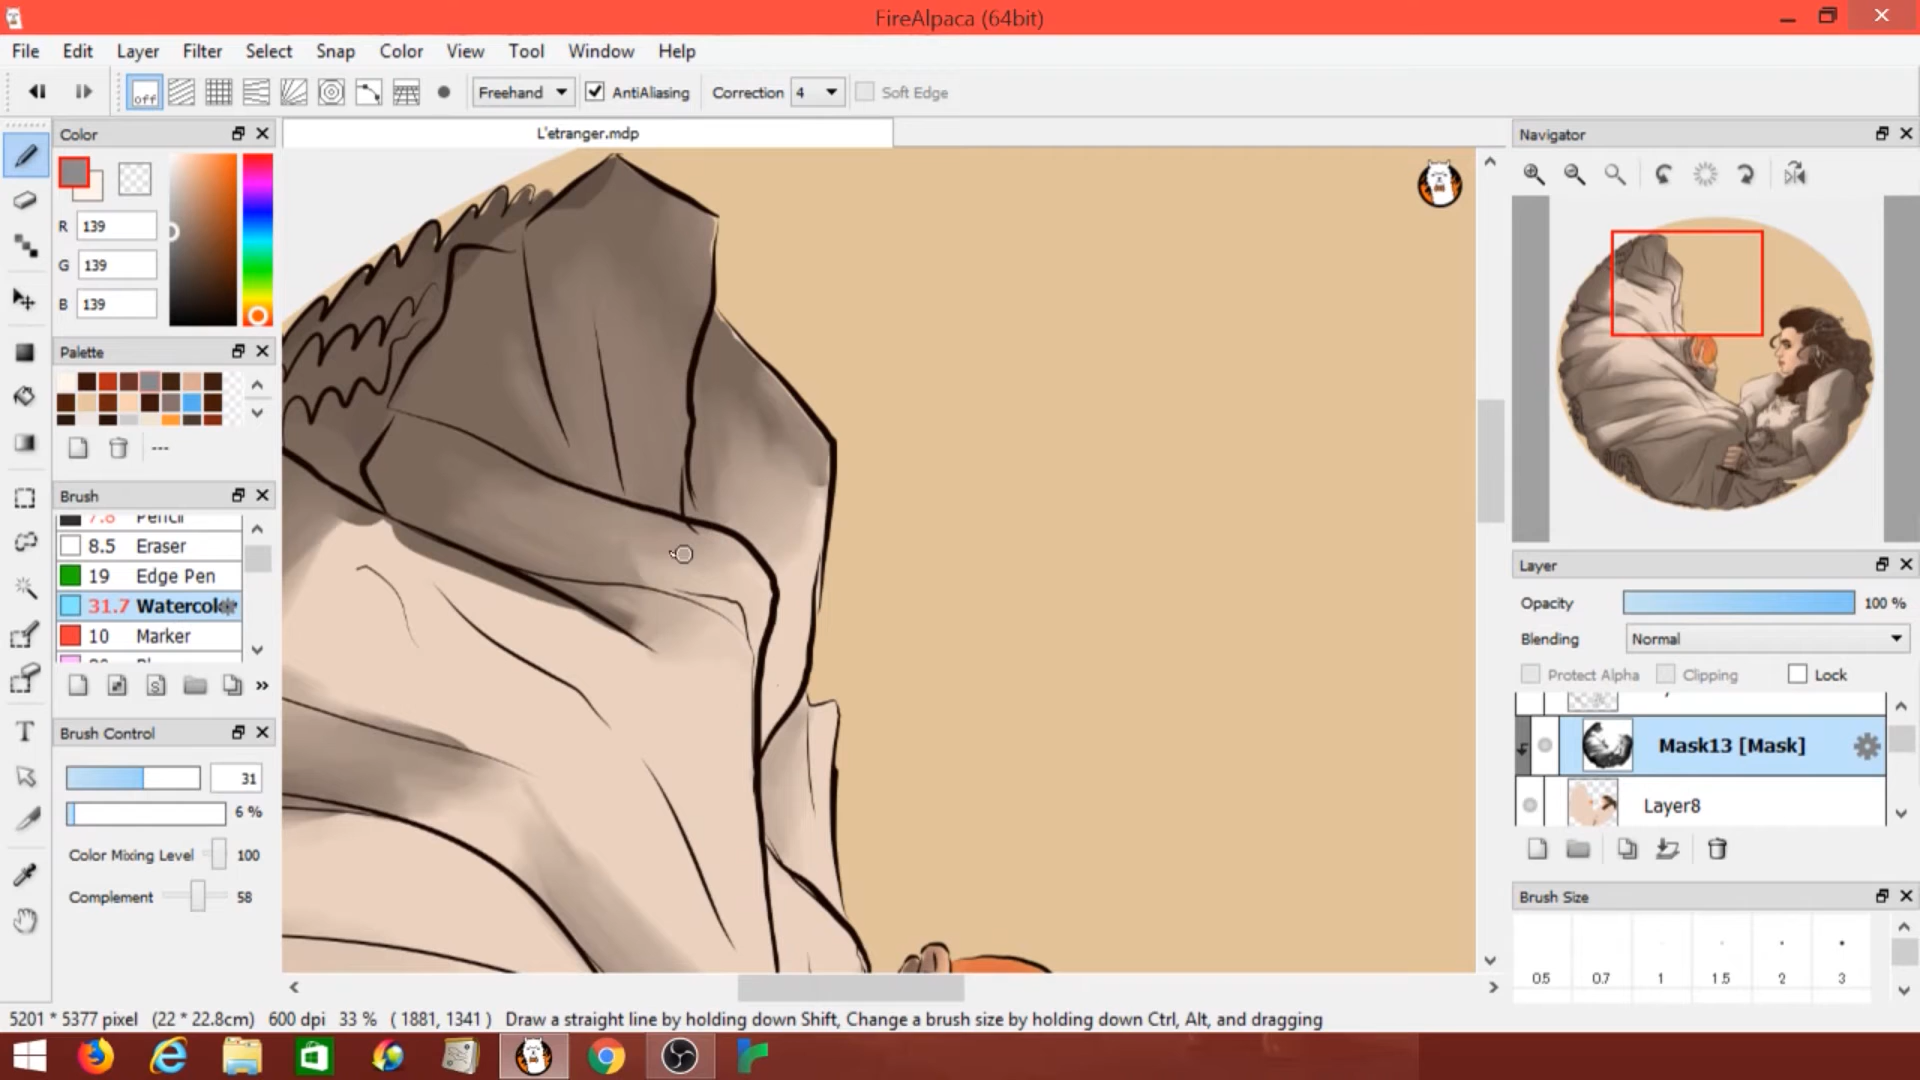 FireAlpaca (64bit)
File Edit Layer Filter Select Snap Color View Tool Window Help
off Freehand AntiAliasing Correction 4 Soft Edge
Color
L'etranger.mdp
Navigator
R 139
G 139
B 139
Palette
---
Brush
7.8 Pencil
8.5 Eraser
19 Edge Pen
31.7 Watercolor
10 Marker
Brush Control
31
6 %
Color Mixing Level 100
Complement 58
Layer
Opacity 100 %
Blending Normal
Protect Alpha Clipping Lock
Mask13 [Mask]
Layer8
Brush Size
0.5 0.7 1 1.5 2 3
5201 * 5377 pixel (22 * 22.8cm) 600 dpi 33 % ( 1881, 1341 ) Draw a straight line by holding down Shift, Change a brush size by holding down Ctrl, Alt, and dragging